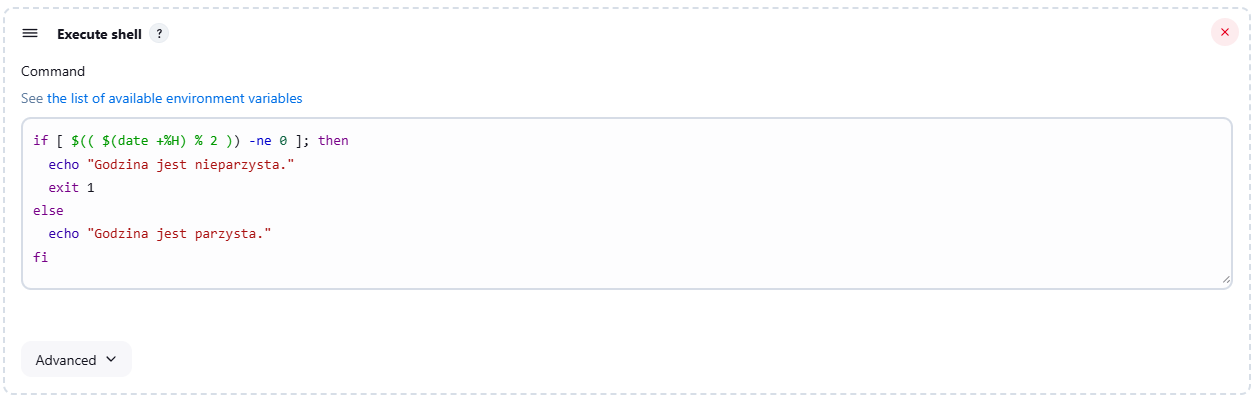 Execute shell ?
Command
See the list of available environment variables
if [ $(( $(date +%H) % 2 )) -ne 0 ]; then
  echo "Godzina jest nieparzysta."
  exit 1
else
  echo "Godzina jest parzysta."
fi
Advanced